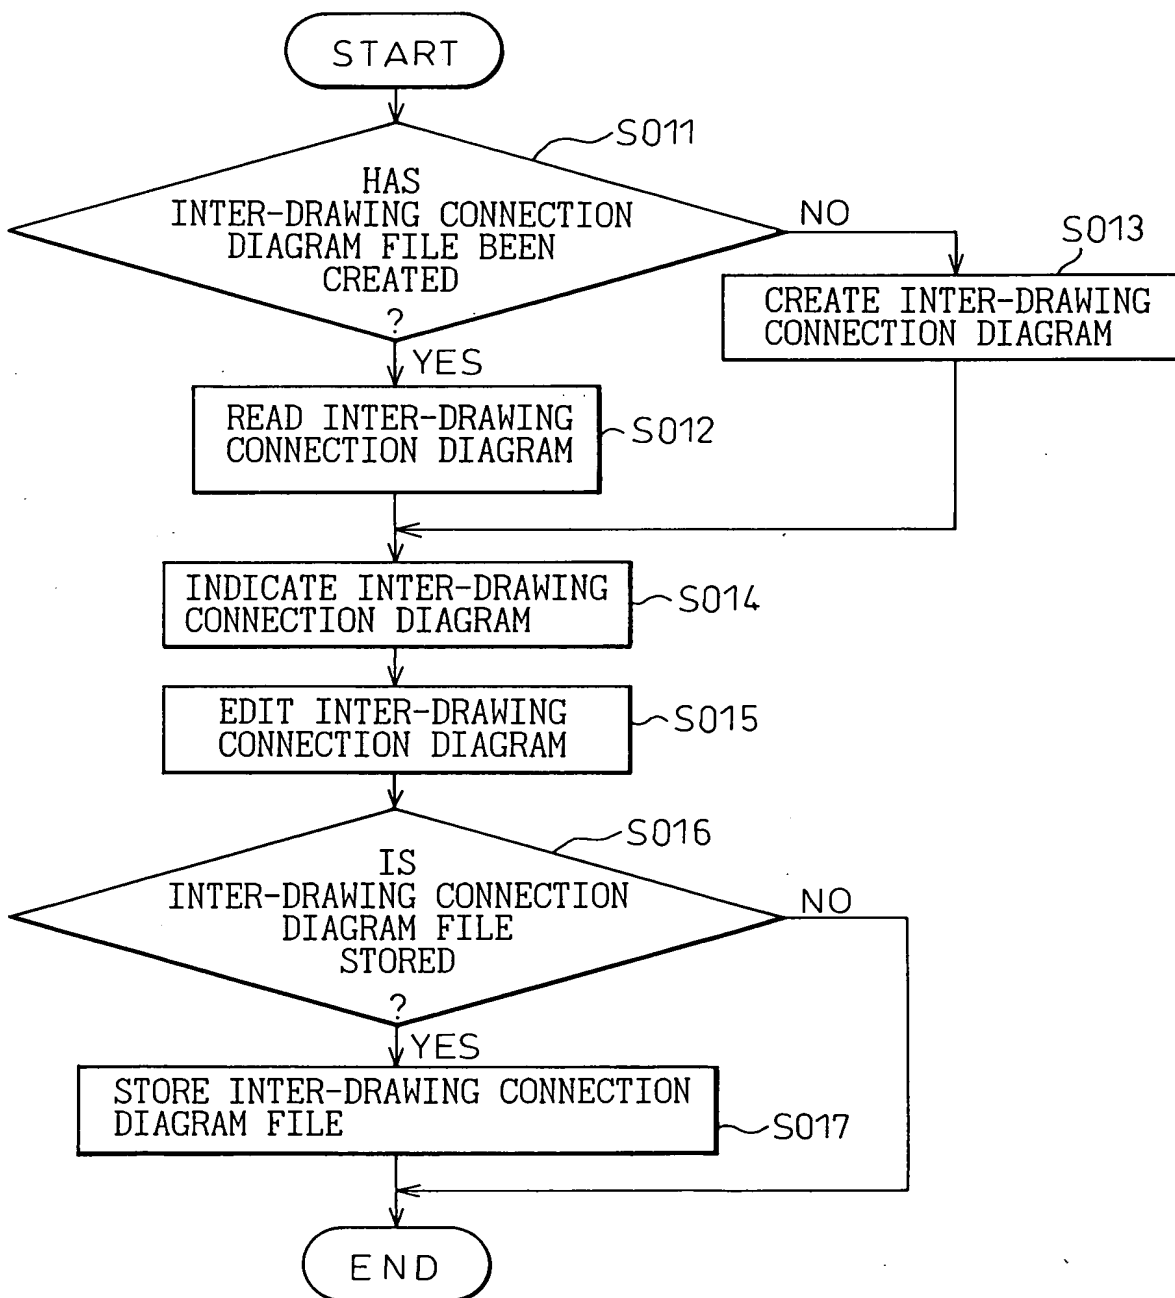 START
S011
HAS
INTER-DRAWING CONNECTION
DIAGRAM FILE BEEN
CREATED
?
NO
S013
CREATE INTER-DRAWING
CONNECTION DIAGRAM
YES
READ INTER-DRAWING
CONNECTION DIAGRAM
S012
INDICATE INTER-DRAWING
CONNECTION DIAGRAM
S014
EDIT INTER-DRAWING
CONNECTION DIAGRAM
S015
S016
IS
INTER-DRAWING CONNECTION
DIAGRAM FILE
STORED
?
NO
YES
STORE INTER-DRAWING CONNECTION
DIAGRAM FILE
S017
END